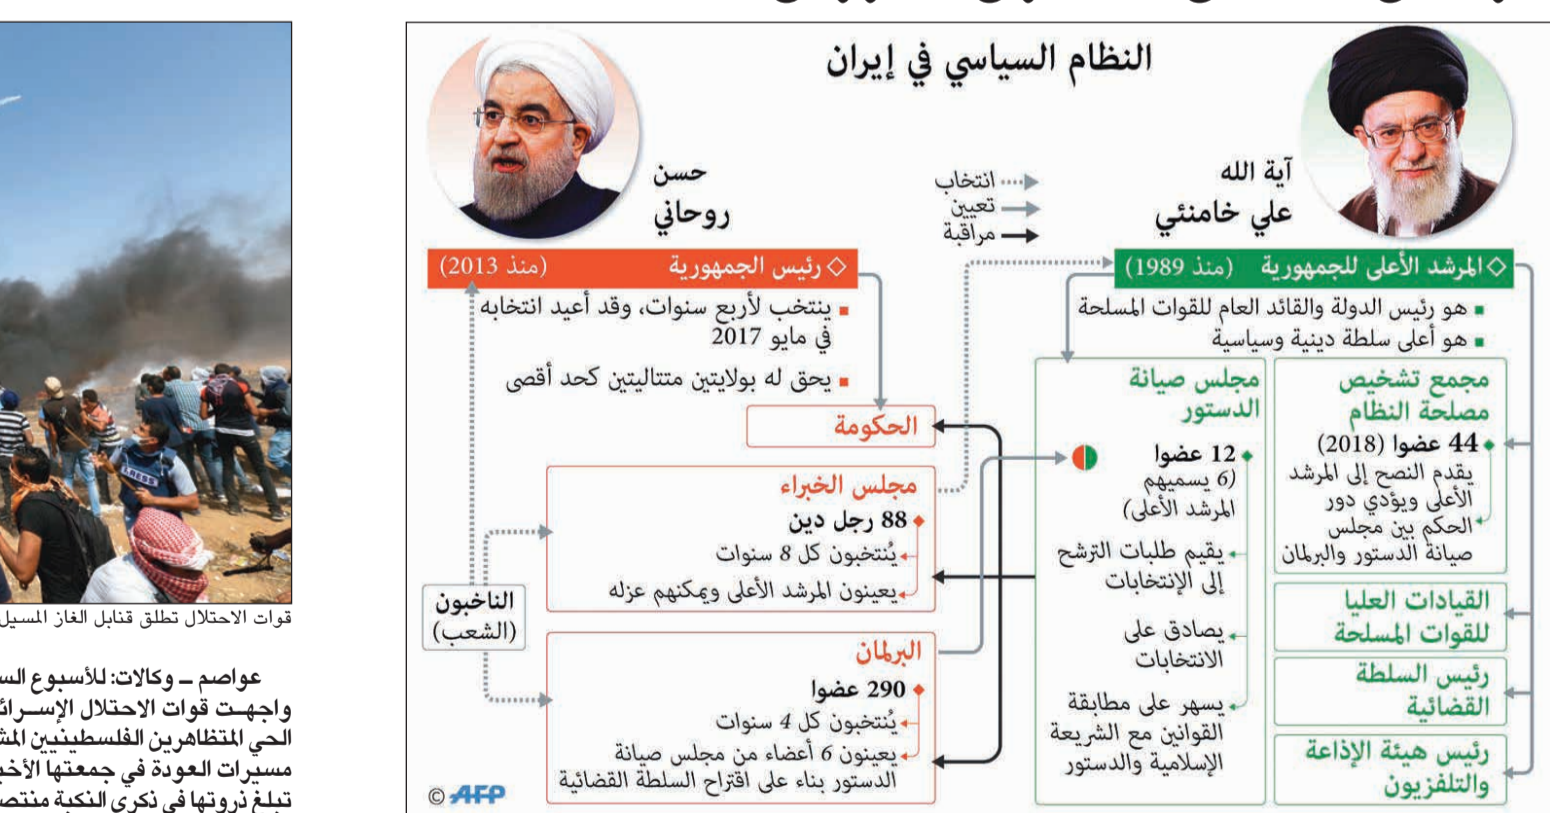 النظام السياسي في إيران
آية الله
علي خامنئي
انتخاب
تعيين
مراقبة
حسن
روحاني
المرشد الأعلى للجمهورية (منذ 1989)
هو رئيس الدولة والقائد العام للقوات المسلحة
هو أعلى سلطة دينية وسياسية
مجمع تشخيص
مصلحة النظام
44 عضوا (2018)
يقدم النصح إلى المرشد
الأعلى ويؤدي دور
الحكم بين مجلس
صيانة الدستور والبرلمان
القيادات العليا
للقوات المسلحة
رئيس السلطة
القضائية
رئيس هيئة الإذاعة
والتلفزيون
مجلس صيانة
الدستور
12 عضوا
(6 يسميهم
المرشد الأعلى)
يقيم طلبات الترشح
إلى الإنتخابات
يصادق على
الانتخابات
يسهر على مطابقة
القوانين مع الشريعة
الإسلامية والدستور
رئيس الجمهورية (منذ 2013)
ينتخب لأربع سنوات، وقد أعيد انتخابه
في مايو 2017
يحق له بولايتين متتاليتين كحد أقصى
الحكومة
مجلس الخبراء
88 رجل دين
يُنتخبون كل 8 سنوات
يعينون المرشد الأعلى ويمكنهم عزله
البرلمان
290 عضوا
يُنتخبون كل 4 سنوات
يعينون 6 أعضاء من مجلس صيانة
الدستور بناء على اقتراح السلطة القضائية
الناخبون
(الشعب)
© AFP
PRESS
قوات الاحتلال تطلق قنابل الغاز المسيل
عواصم – وكالات: للأسبوع
واجهت قوات الاحتلال
الحي المتظاهرين الفلسطينيين
مسيرات العودة في جمعتها
تبلغ ذروتها في ذكرى النكبة